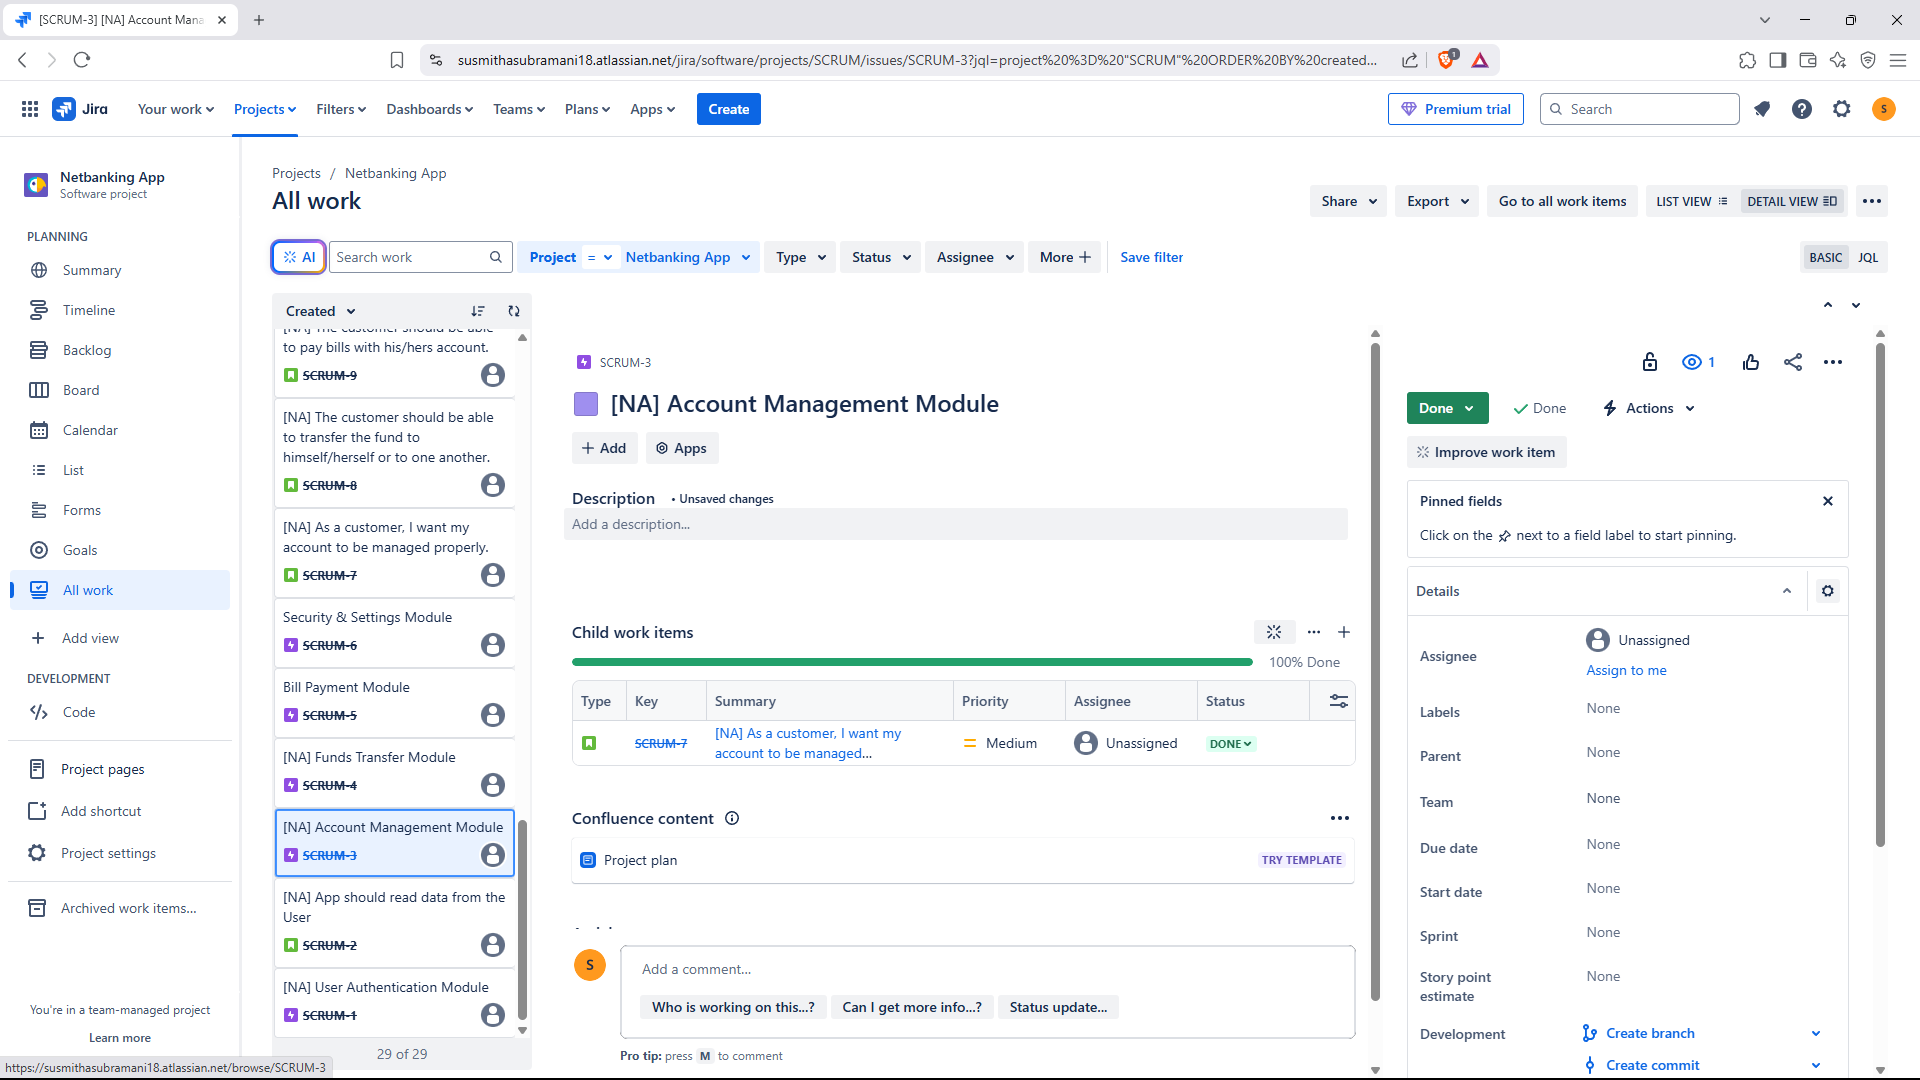 [SCRUM-3] [NA] Account Mana
susmithasubramani18.atlassian.net/jira/software/projects/SCRUM/issues/SCRUM-3?jql=project%20%3D%20"SCRUM"%20ORDER%20BY%20created...
1
Jira
Your work
Projects
Filters
Dashboards
Teams
Plans
Apps
Create
Premium trial
Search
S
Netbanking App
Software project
PLANNING
Summary
Timeline
Backlog
Board
Calendar
List
Forms
Goals
All work
Add view
DEVELOPMENT
Code
Project pages
Add shortcut
Project settings
Archived work items...
You're in a team-managed project
Learn more
https://susmithasubramani18.atlassian.net/browse/SCRUM-3
Projects / Netbanking App
All work
Share
Export
Go to all work items
LIST VIEW
DETAIL VIEW
AI
Search work
Project = Netbanking App
Type
Status
Assignee
More
Save filter
BASIC
JQL
Created
[NA] The customer should be able
to pay bills with his/hers account.
SCRUM-9
[NA] The customer should be able
to transfer the fund to
himself/herself or to one another.
SCRUM-8
[NA] As a customer, I want my
account to be managed properly.
SCRUM-7
Security & Settings Module
SCRUM-6
Bill Payment Module
SCRUM-5
[NA] Funds Transfer Module
SCRUM-4
[NA] Account Management Module
SCRUM-3
[NA] App should read data from the
User
SCRUM-2
[NA] User Authentication Module
SCRUM-1
29 of 29
SCRUM-3
[NA] Account Management Module
Add
Apps
Description • Unsaved changes
Add a description...
Child work items
100% Done
Type Key Summary Priority Assignee Status
SCRUM-7 [NA] As a customer, I want my Medium Unassigned DONE
account to be managed...
Confluence content
Project plan
TRY TEMPLATE
S
Add a comment...
Who is working on this...?
Can I get more info...?
Status update...
Pro tip: press M to comment
1
Done
Done
Actions
Improve work item
Pinned fields
Click on the next to a field label to start pinning.
Details
Assignee Unassigned
Assign to me
Labels None
Parent None
Team None
Due date None
Start date None
Sprint None
Story point None
estimate
Development Create branch
Create commit